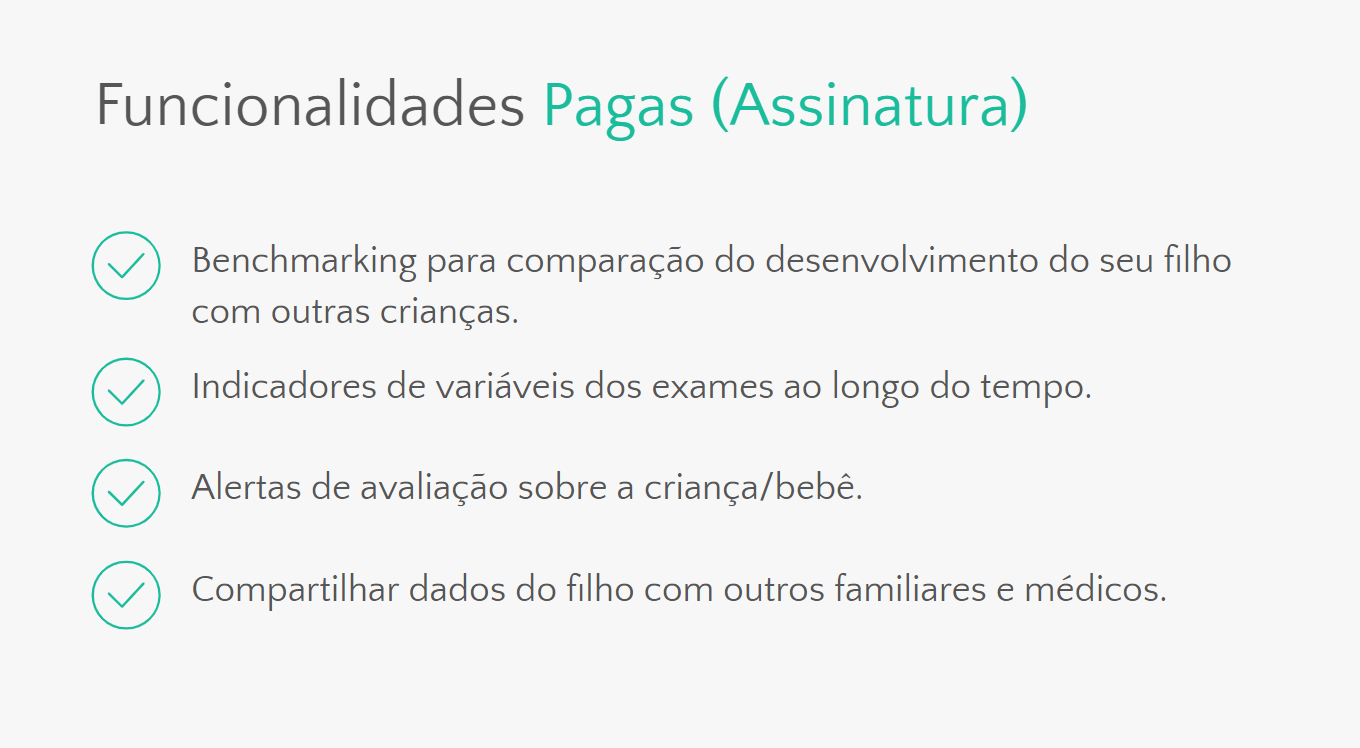 Funcionalidades Pagas (Assinatura)
Benchmarking para comparação do desenvolvimento do seu filho
com outras crianças.
Indicadores de variáveis dos exames ao longo do tempo.
Alertas de avaliação sobre a criança/bebê.
Compartilhar dados do filho com outros familiares e médicos.